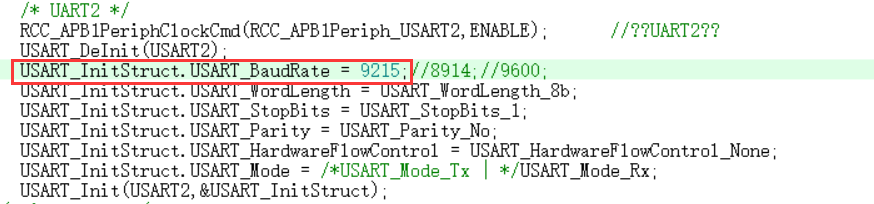 /* UART2 */
RCC_APB1PeriphClockCmd(RCC_APB1Periph_USART2,ENABLE); //??UART2??
USART_DeInit(USART2);
USART_InitStruct.USART_BaudRate = 9215;//8914;//9600;
USART_InitStruct.USART_WordLength = USART_WordLength_8b;
USART_InitStruct.USART_StopBits = USART_StopBits_1;
USART_InitStruct.USART_Parity = USART_Parity_No;
USART_InitStruct.USART_HardwareFlowControl = USART_HardwareFlowControl_None;
USART_InitStruct.USART_Mode = /*USART_Mode_Tx | */USART_Mode_Rx;
USART_Init(USART2,&USART_InitStruct);